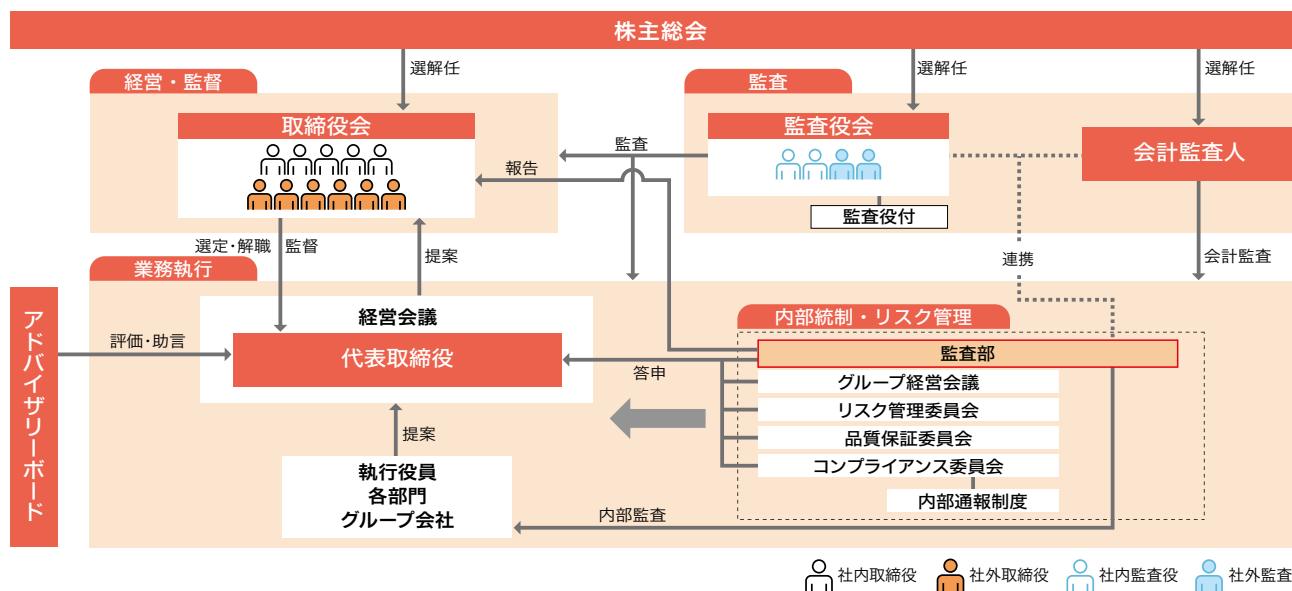 株主総会
選解任
選解任
選解任
経営・監督
監査
取締役会
監査役会
会計監査人
監査
報告
監査役付
選定・解職
監督
提案
連携
会計監査
業務執行
アドバイザリーボード
評価・助言
経営会議
代表取締役
答申
内部統制・リスク管理
監査部
グループ経営会議
リスク管理委員会
品質保証委員会
コンプライアンス委員会
内部通報制度
提案
執行役員
各部門
グループ会社
内部監査
社内取締役
社外取締役
社内監査役
社外監査